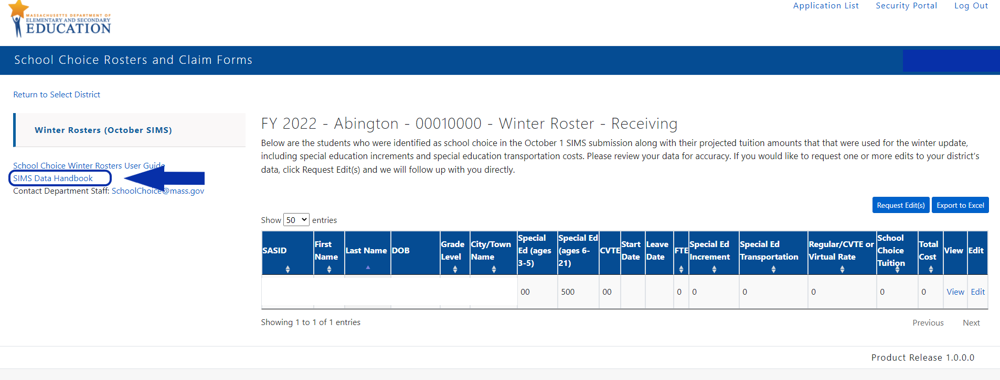 MASSACHUSETTS DEPARTMENT OF
ELEMENTARY AND SECONDARY
EDUCATION
Application List Security Portal Log Out
School Choice Rosters and Claim Forms
Return to Select District
Winter Rosters (October SIMS)
School Choice Winter Rosters User Guide
SIMS Data Handbook
Contact Department Staff: SchoolChoice@mass.gov
FY 2022 - Abington - 00010000 - Winter Roster - Receiving
Below are the students who were identified as school choice in the October 1 SIMS submission along with their projected tuition amounts that that were used for the winter update,
including special education increments and special education transportation costs. Please review your data for accuracy. If you would like to request one or more edits to your district's
data, click Request Edit(s) and we will follow up with you directly.
Request Edit(s) Export to Excel
Show 50 entries
SASID First Name Last Name DOB Grade Level City/Town Name Special Ed (ages 3-5) Special Ed (ages 6-21) CVTE Start Date Leave Date FTE Special Ed Increment Special Ed Transportation Regular/CVTE or Virtual Rate School Choice Tuition Total Cost View Edit
00 500 00 0 0 0 0 0 0 View Edit
Showing 1 to 1 of 1 entries
Previous Next
Product Release 1.0.0.0